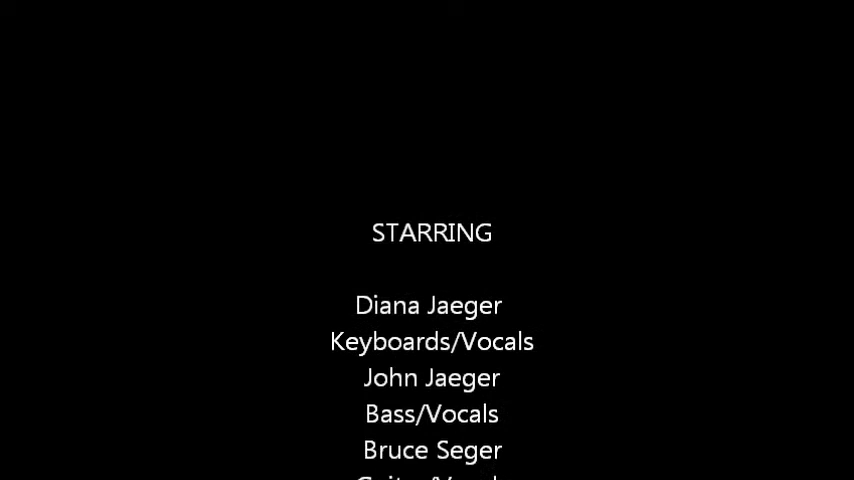 STARRING
Diana Jaeger
Keyboards/Vocals
John Jaeger
Bass/Vocals
Bruce Seger